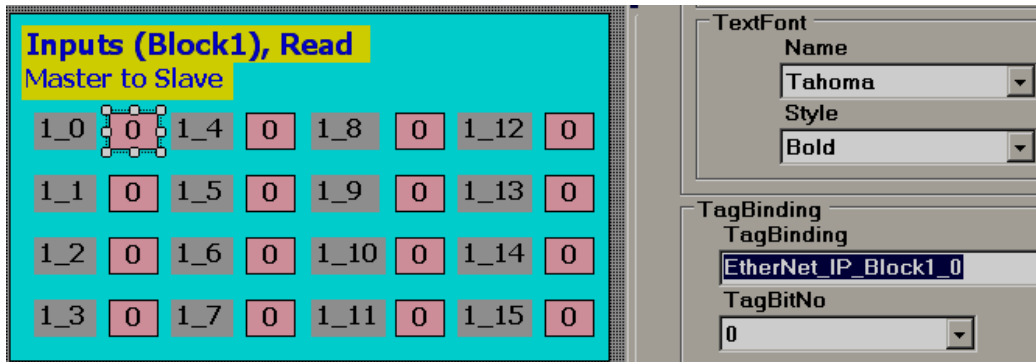 Inputs (Block1), Read
Master to Slave
1_0 0 1_4 0 1_8 0 1_12 0
1_1 0 1_5 0 1_9 0 1_13 0
1_2 0 1_6 0 1_10 0 1_14 0
1_3 0 1_7 0 1_11 0 1_15 0
TextFont
Name
Tahoma
Style
Bold
TagBinding
TagBinding
EtherNet_IP_Block1_0
TagBitNo
0